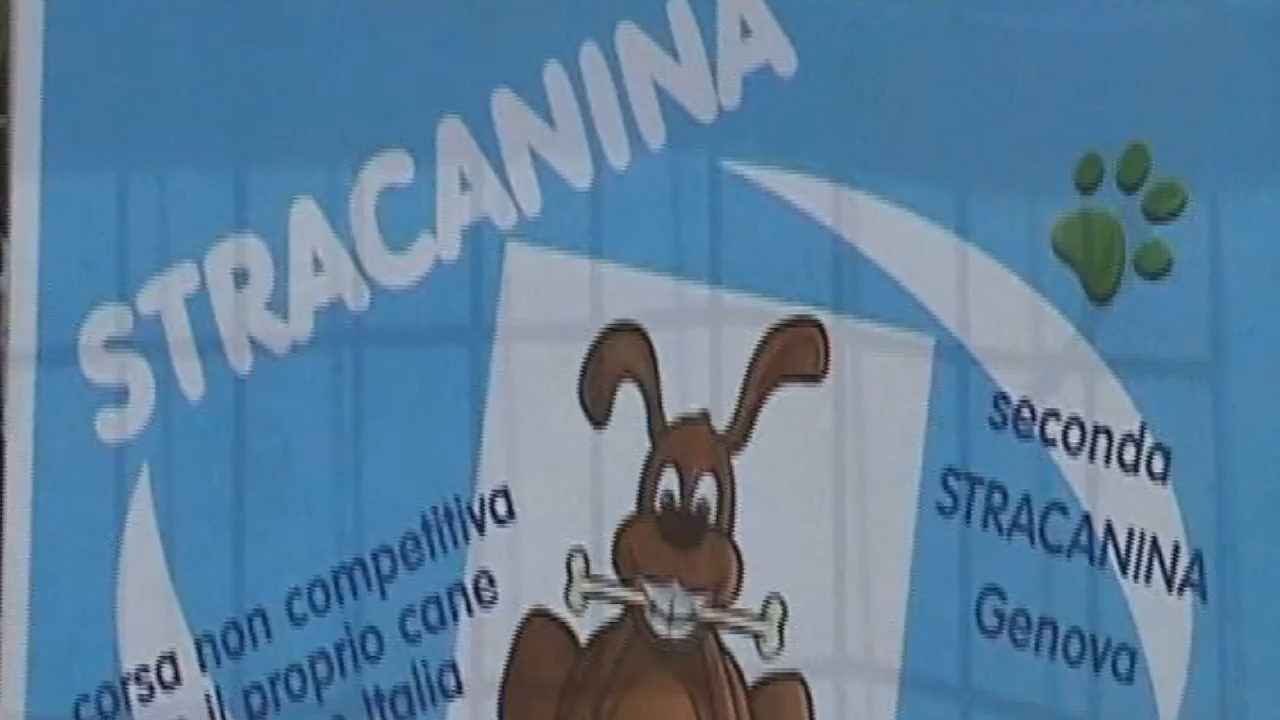 STRACANINA
corsa non competitiva
il proprio cane
Italia
seconda
STRACANINA
Genova